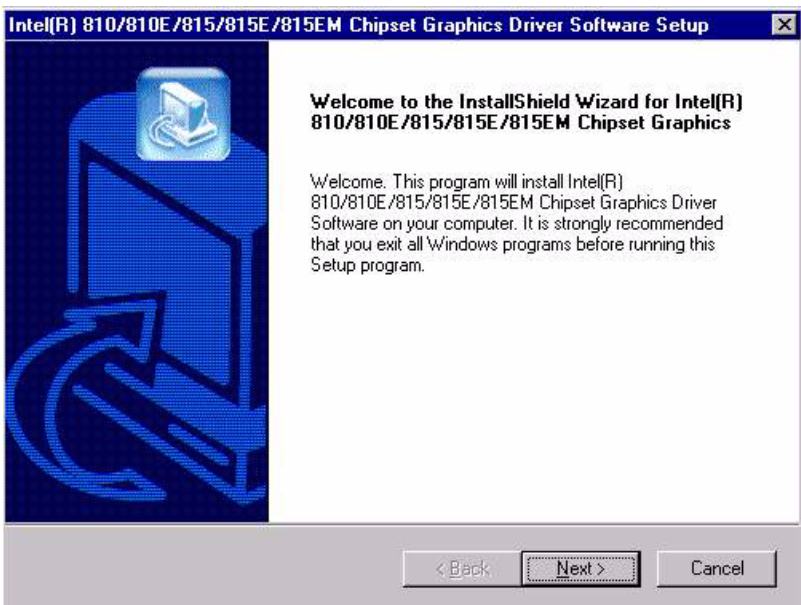 Intel(R) 810/810E/815/815E/815EM Chipset Graphics Driver Software Setup
Welcome to the InstallShield Wizard for Intel(R)
810/810E/815/815E/815EM Chipset Graphics
Welcome. This program will install Intel(R)
810/810E/815/815E/815EM Chipset Graphics Driver
Software on your computer. It is strongly recommended
that you exit all Windows programs before running this
Setup program.
< Back
Next >
Cancel